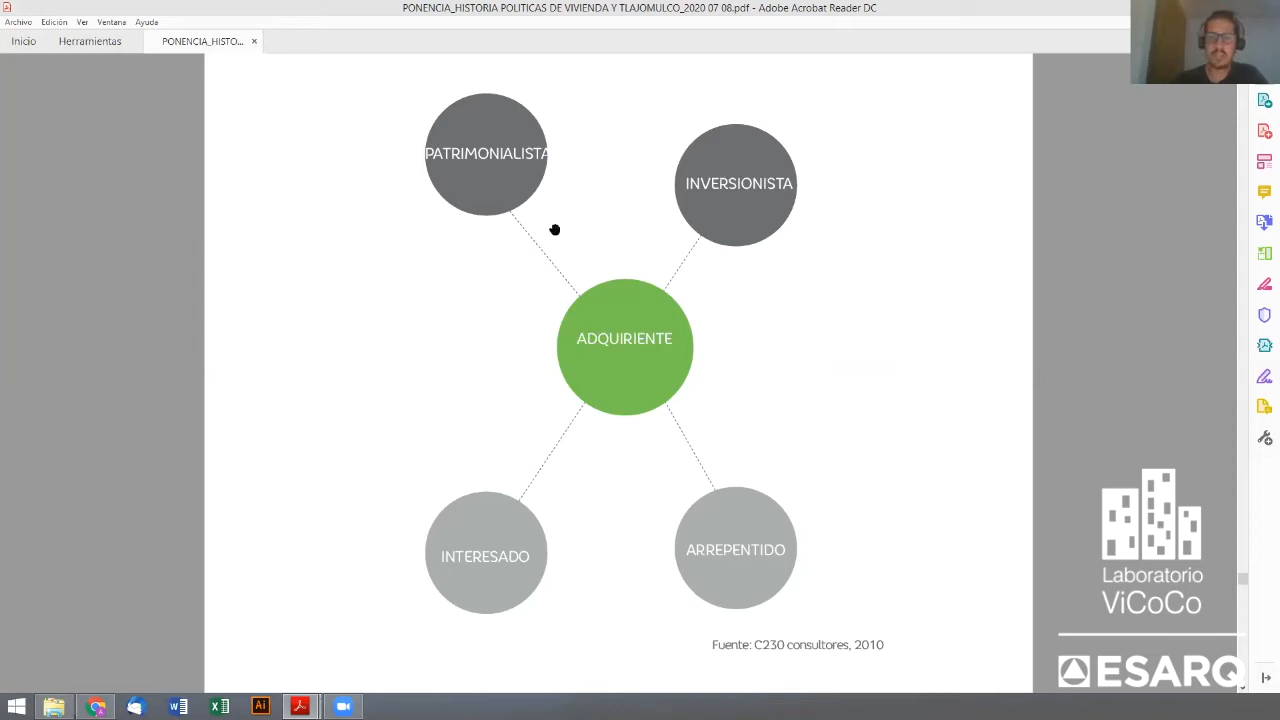 PONENCIA_HISTORIA POLITICAS DE VIVIENDA Y TLAJOMULCO_2020 07 08.pdf - Adobe Acrobat Reader DC
Archivo Edición Ver Ventana Ayuda
Inicio Herramientas PONENCIA_HISTO... ×
PATRIMONIALISTA
INVERSIONISTA
ADQUIRIENTE
INTERESADO
ARREPENTIDO
Fuente: C230 consultores, 2010
Laboratorio
ViCoCo
ESARQ
W X Ai